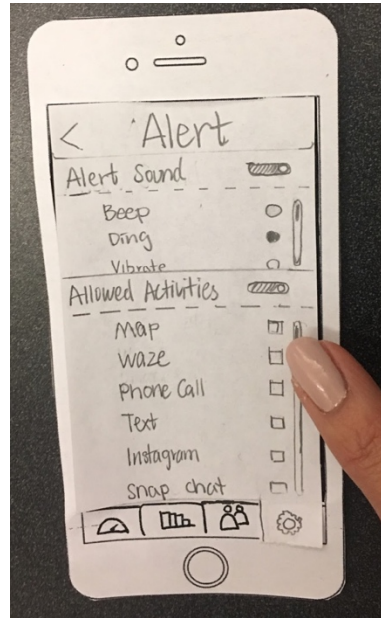 Alert
Alert Sound
Beep
Ding
Vibrate
Allowed Activities
Map
Waze
Phone Call
Text
Instagram
Snap chat